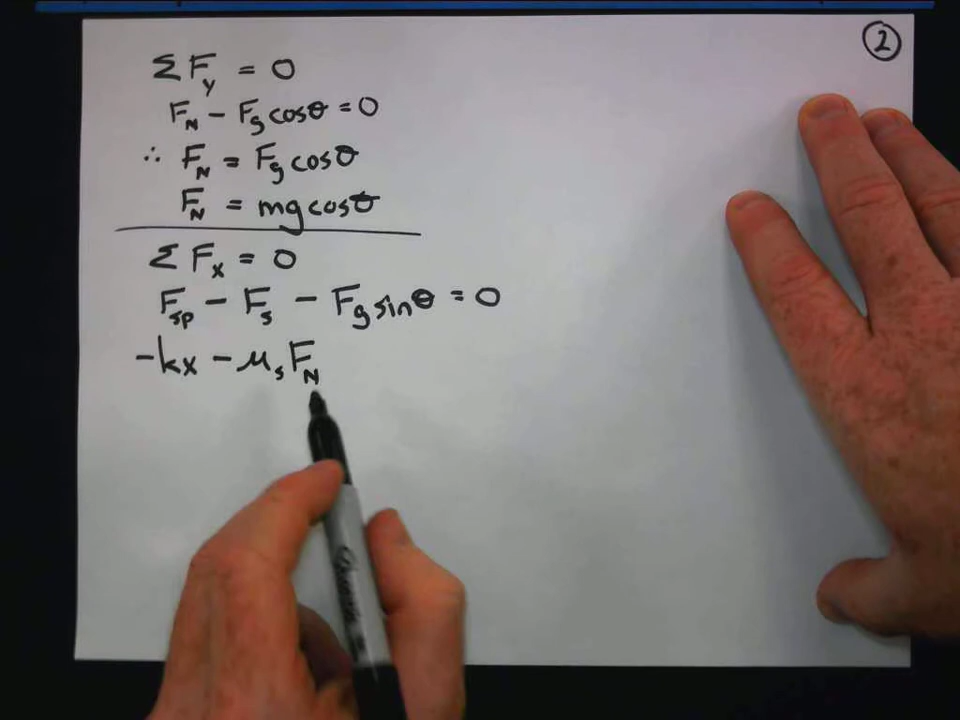 ②
ΣF_y = 0
F_N - F_g cosθ = 0
∴ F_N = F_g cosθ
F_N = mg cosθ
ΣF_x = 0
F_sp - F_s - F_g sinθ = 0
-kx - μ_s F_N